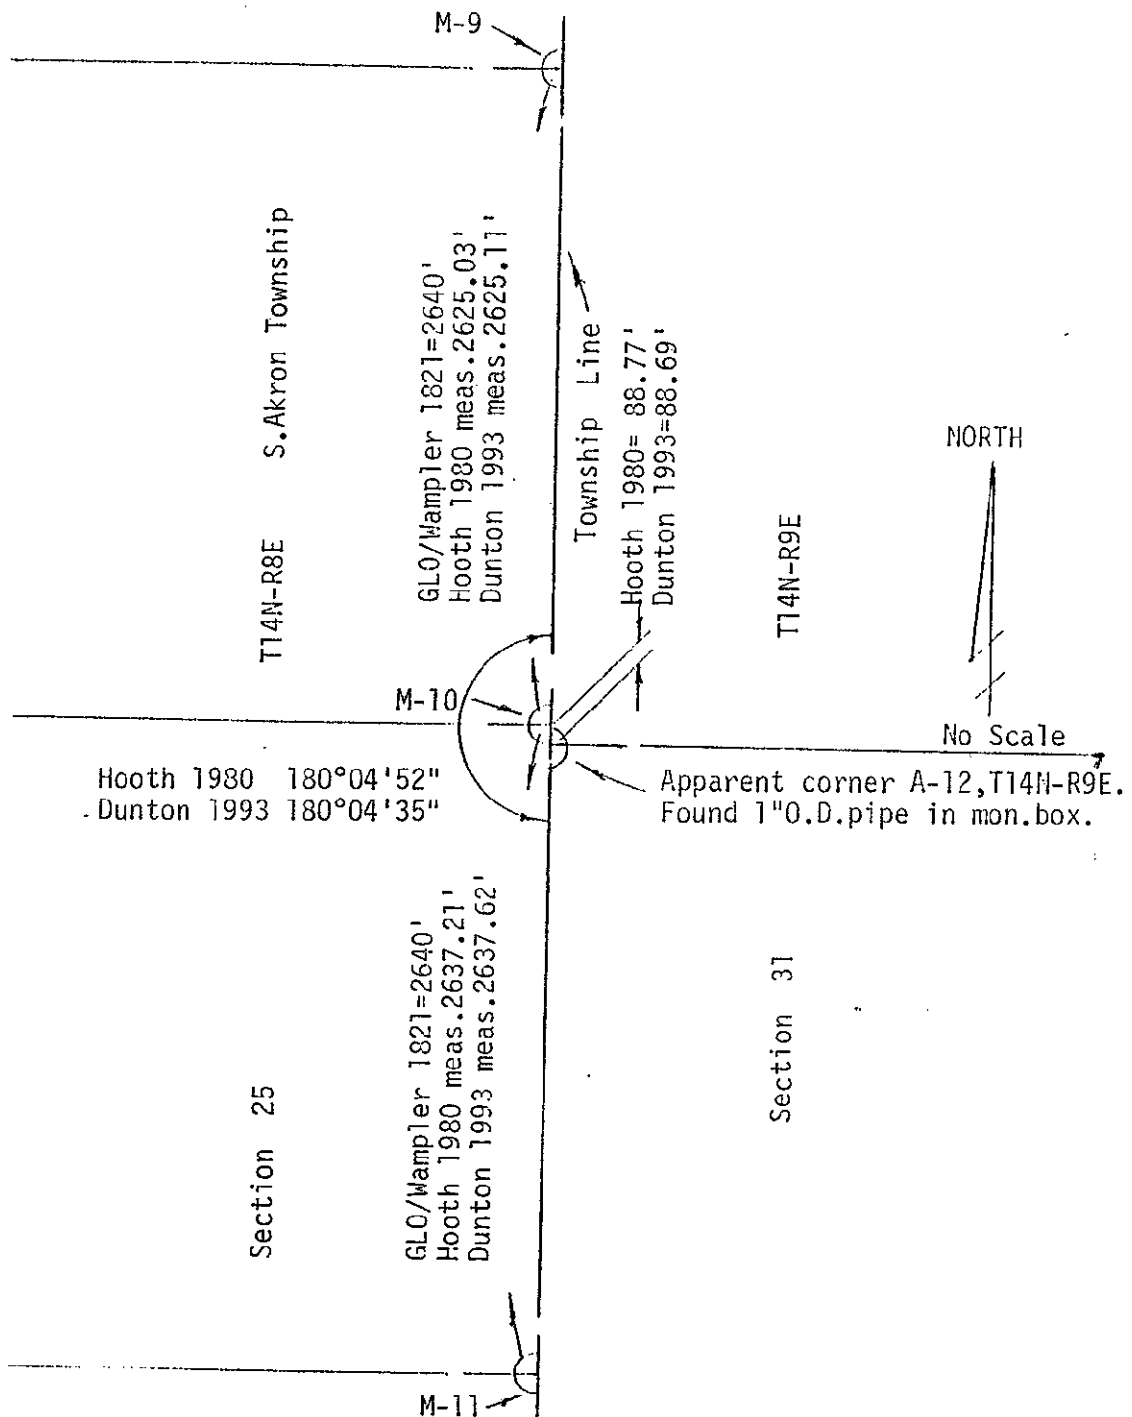 M-9
S.Akron Township
T14N-R8E
GLO/Wampler 1821=2640'
Hooth 1980 meas.2625.03'
Dunton 1993 meas.2625.11'
Township Line
Hooth 1980= 88.77'
Dunton 1993=88.69'
T14N-R9E
NORTH
No Scale
M-10
Hooth 1980 180°04'52"
Dunton 1993 180°04'35"
Apparent corner A-12,T14N-R9E.
Found 1"O.D.pipe in mon.box.
GLO/Wampler 1821=2640'
Hooth 1980 meas.2637.21'
Dunton 1993 meas.2637.62'
Section 25
Section 31
M-11